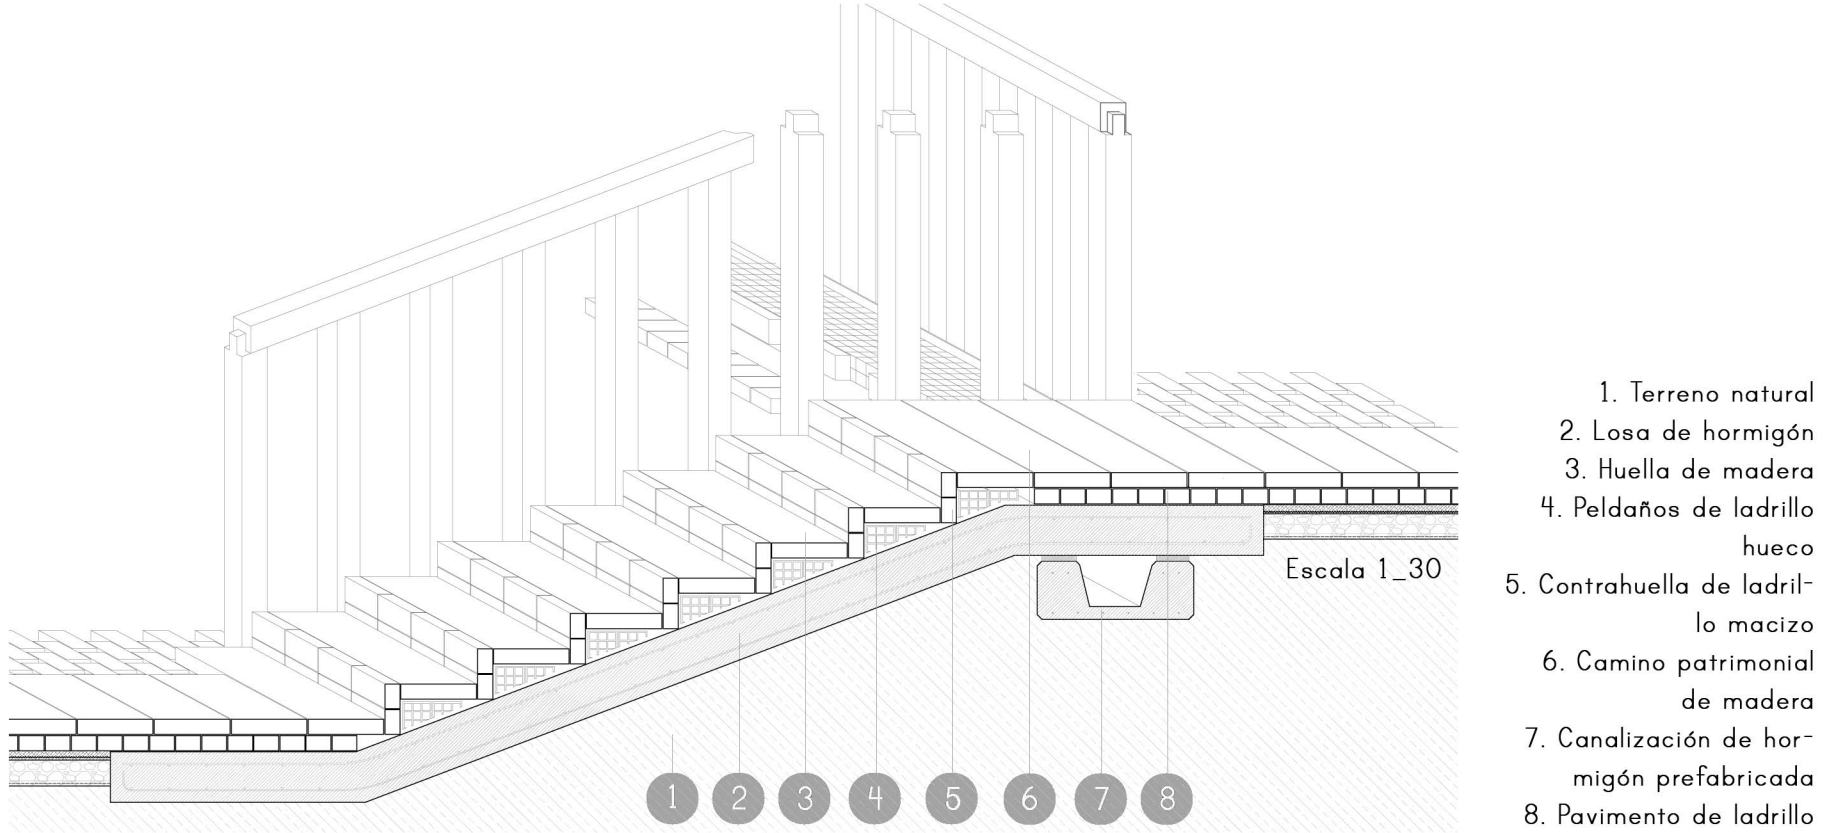 1. Terreno natural
2. Losa de hormigón
3. Huella de madera
4. Peldaños de ladrillo
hueco
5. Contrahuella de ladril-
lo macizo
6. Camino patrimonial
de madera
7. Canalización de hor-
migón prefabricada
8. Pavimento de ladrillo
Escala 1_30
1 2 3 4 5 6 7 8